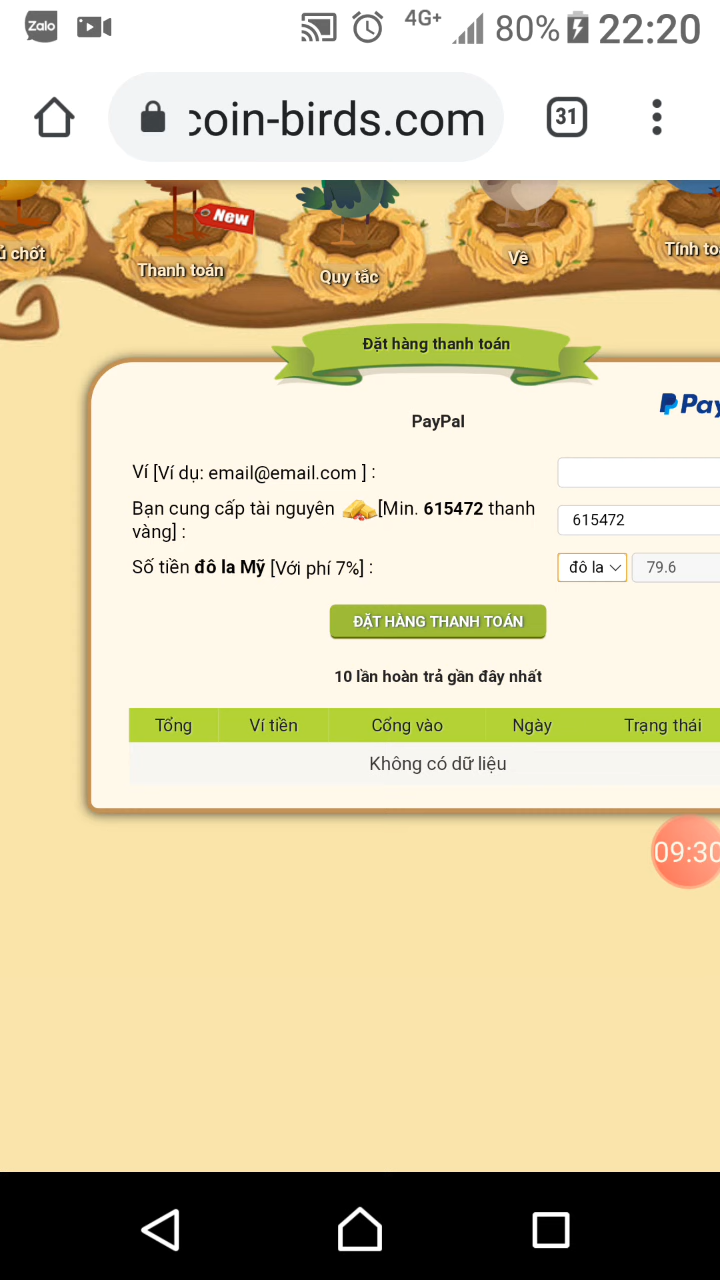 Zalo 4G+ 80% 22:20
coin-birds.com 31
New
ủ chốt Thanh toán Quy tắc Về Tính to
Đặt hàng thanh toán
Pay
PayPal
Ví [Ví dụ: email@email.com ] :
Bạn cung cấp tài nguyên [Min. 615472 thanh
vàng] : 615472
Số tiền đô la Mỹ [Với phí 7%] : đô la 79.6
ĐẶT HÀNG THANH TOÁN
10 lần hoàn trả gần đây nhất
Tổng Ví tiền Cổng vào Ngày Trạng thái
Không có dữ liệu
09:30